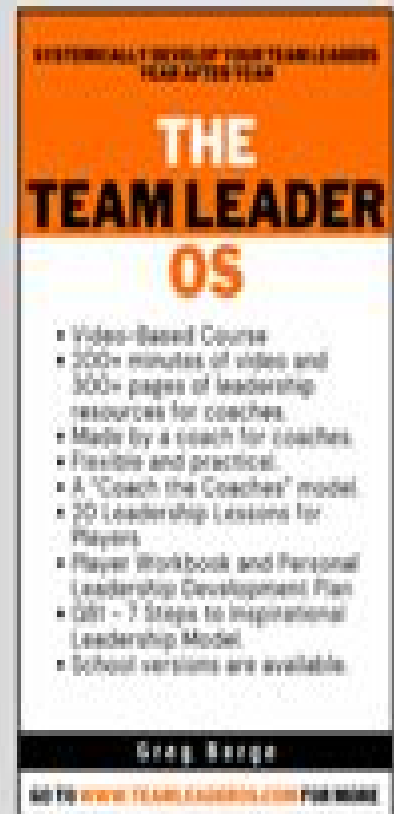 SYSTEMICALLY DEVELOP YOUR TEAM LEADERS
YEAR AFTER YEAR
THE
TEAM LEADER
OS
• Video-Based Course
• 200+ minutes of video and
300+ pages of leadership
resources for coaches.
• Made by a coach for coaches.
• Flexible and practical.
• A "Coach the Coaches" model.
• 20 Leadership Lessons for
Players
• Player Workbook and Personal
Leadership Development Plan
• - 7 Steps to Inspirational
Leadership Model.
• School versions are available.
Greg Berge
GO TO WWW.TEAMLEADEROS.COM FOR MORE